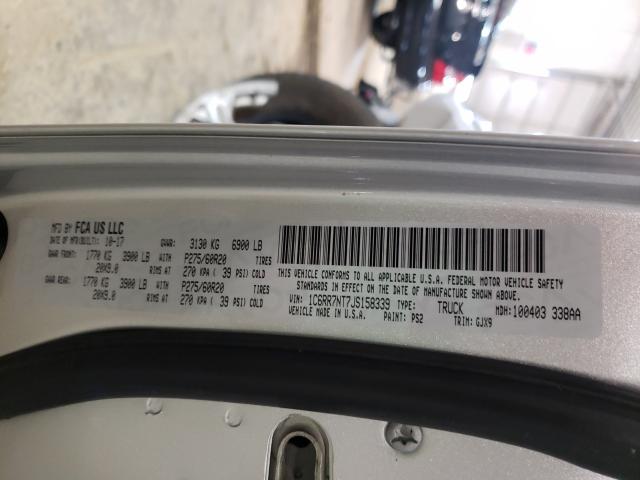 MFD BY FCA US LLC
DATE OF MFR(BUILT): 10-17 GVWR: 3130 KG 6900 LB
GAWR FRONT: 1770 KG 3900 LB WITH P275/60R20 TIRES
20X9.0 RIMS AT 270 KPA ( 39 PSI) COLD
GAWR REAR: 1770 KG 3900 LB WITH P275/60R20 TIRES
20X9.0 RIMS AT 270 KPA ( 39 PSI) COLD
THIS VEHICLE CONFORMS TO ALL APPLICABLE U.S.A. FEDERAL MOTOR VEHICLE SAFETY
STANDARDS IN EFFECT ON THE DATE OF MANUFACTURE SHOWN ABOVE.
VIN: 1C6RR7NT7JS158339 TYPE: TRUCK MDH: 100403 338AA
MADE IN U.S.A. PAINT: PS2 TRIM: GJX9